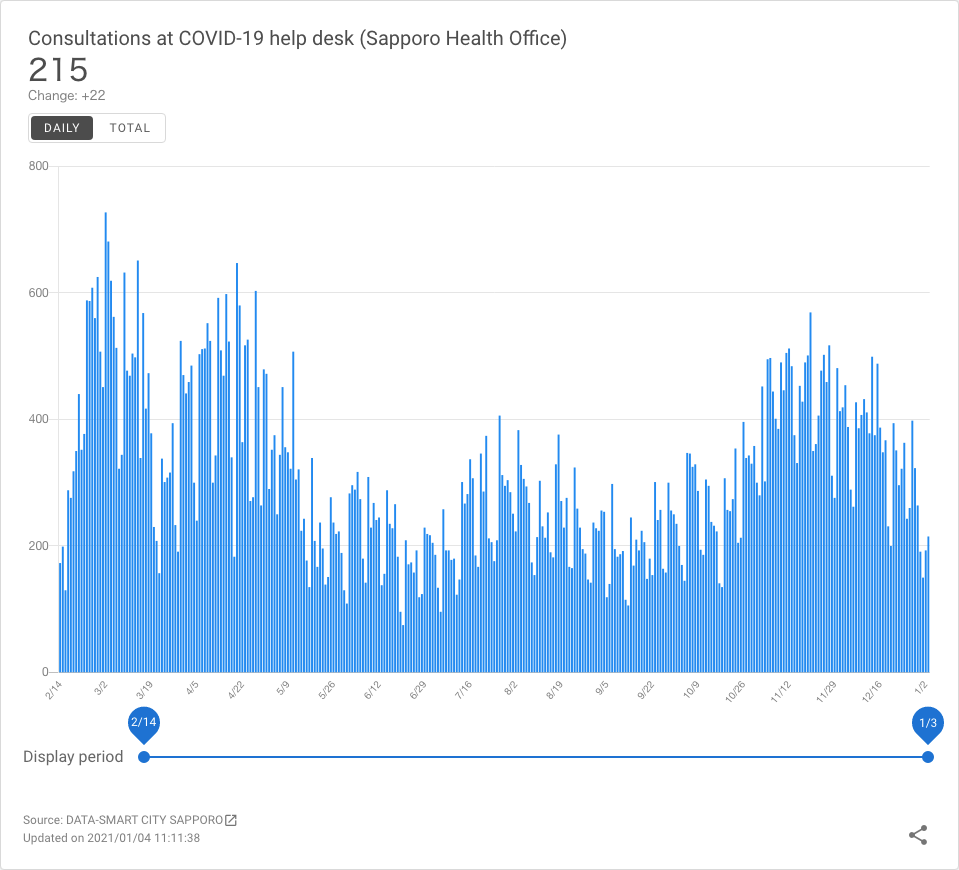 Consultations at COVID-19 help desk (Sapporo Health Office)
215
Change: +22
DAILY TOTAL
800
600
400
200
0
2/14 3/2 3/19 4/5 4/22 5/9 5/26 6/12 6/29 7/16 8/2 8/19 9/5 9/22 10/9 10/26 11/12 11/29 12/16 1/2
2/14 1/3
Display period
Source: DATA-SMART CITY SAPPORO
Updated on 2021/01/04 11:11:38